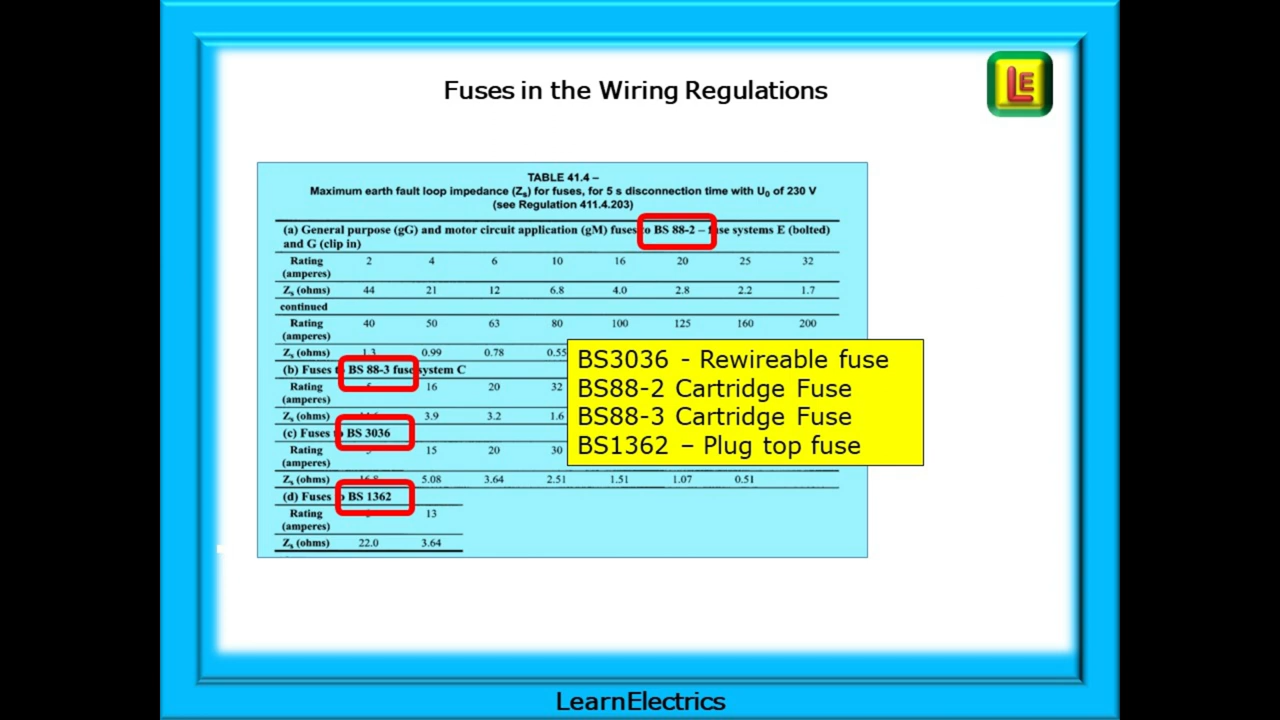 Fuses in the Wiring Regulations
LE
TABLE 41.4 –
Maximum earth fault loop impedance (Zs) for fuses, for 5 s disconnection time with U0 of 230 V
(see Regulation 411.4.203)
(a) General purpose (gG) and motor circuit application (gM) fuses to BS 88-2 – fuse systems E (bolted)
and G (clip in)
Rating 2 4 6 10 16 20 25 32
(amperes)
Zs (ohms) 44 21 12 6.8 4.0 2.8 2.2 1.7
continued
Rating 40 50 63 80 100 125 160 200
(amperes)
Zs (ohms) 1.3 0.99 0.78 0.55
(b) Fuses to BS 88-3 fuse system C
Rating 16 20 32
(amperes)
Zs (ohms) 3.9 3.2 1.6
(c) Fuses to BS 3036
Rating 15 20 30
(amperes)
Zs (ohms) 16.8 5.08 3.64 2.51 1.51 1.07 0.51
(d) Fuses to BS 1362
Rating 13
(amperes)
Zs (ohms) 22.0 3.64
BS3036 - Rewireable fuse
BS88-2 Cartridge Fuse
BS88-3 Cartridge Fuse
BS1362 – Plug top fuse
LearnElectrics